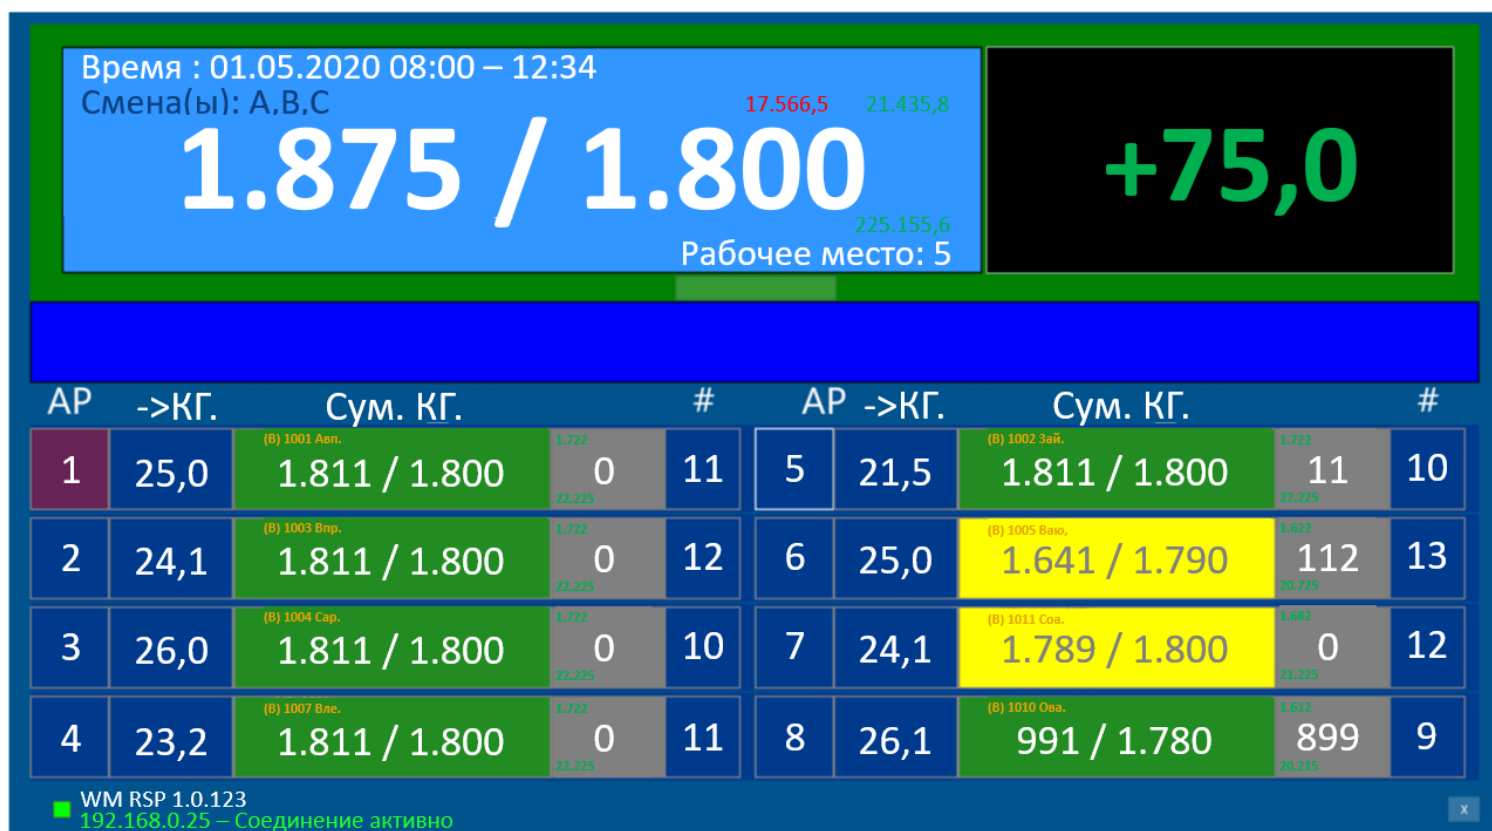 Время : 01.05.2020 08:00 – 12:34
Смена(ы): A,B,C
17.566,5 21.435,8
1.875 / 1.800
+75,0
225.155,6
Рабочее место: 5
АР ->КГ. Сум. КГ. # АР ->КГ. Сум. КГ. #
1 25,0 (В) 1001 Авп. 1.811 / 1.800 1.722 0 22.225 11 5 21,5 (В) 1002 Зай. 1.811 / 1.800 1.722 11 22.225 10
2 24,1 (В) 1003 Впр. 1.811 / 1.800 1.722 0 22.225 12 6 25,0 (В) 1005 Ваю, 1.641 / 1.790 1.622 112 20.725 13
3 26,0 (В) 1004 Сар. 1.811 / 1.800 1.722 0 22.225 10 7 24,1 (В) 1011 Соа. 1.789 / 1.800 1.682 0 21.225 12
4 23,2 (В) 1007 Вле. 1.811 / 1.800 1.722 0 22.225 11 8 26,1 (В) 1010 Ова. 991 / 1.780 1.612 899 20.215 9
WM RSP 1.0.123
192.168.0.25 – Соединение активно
x